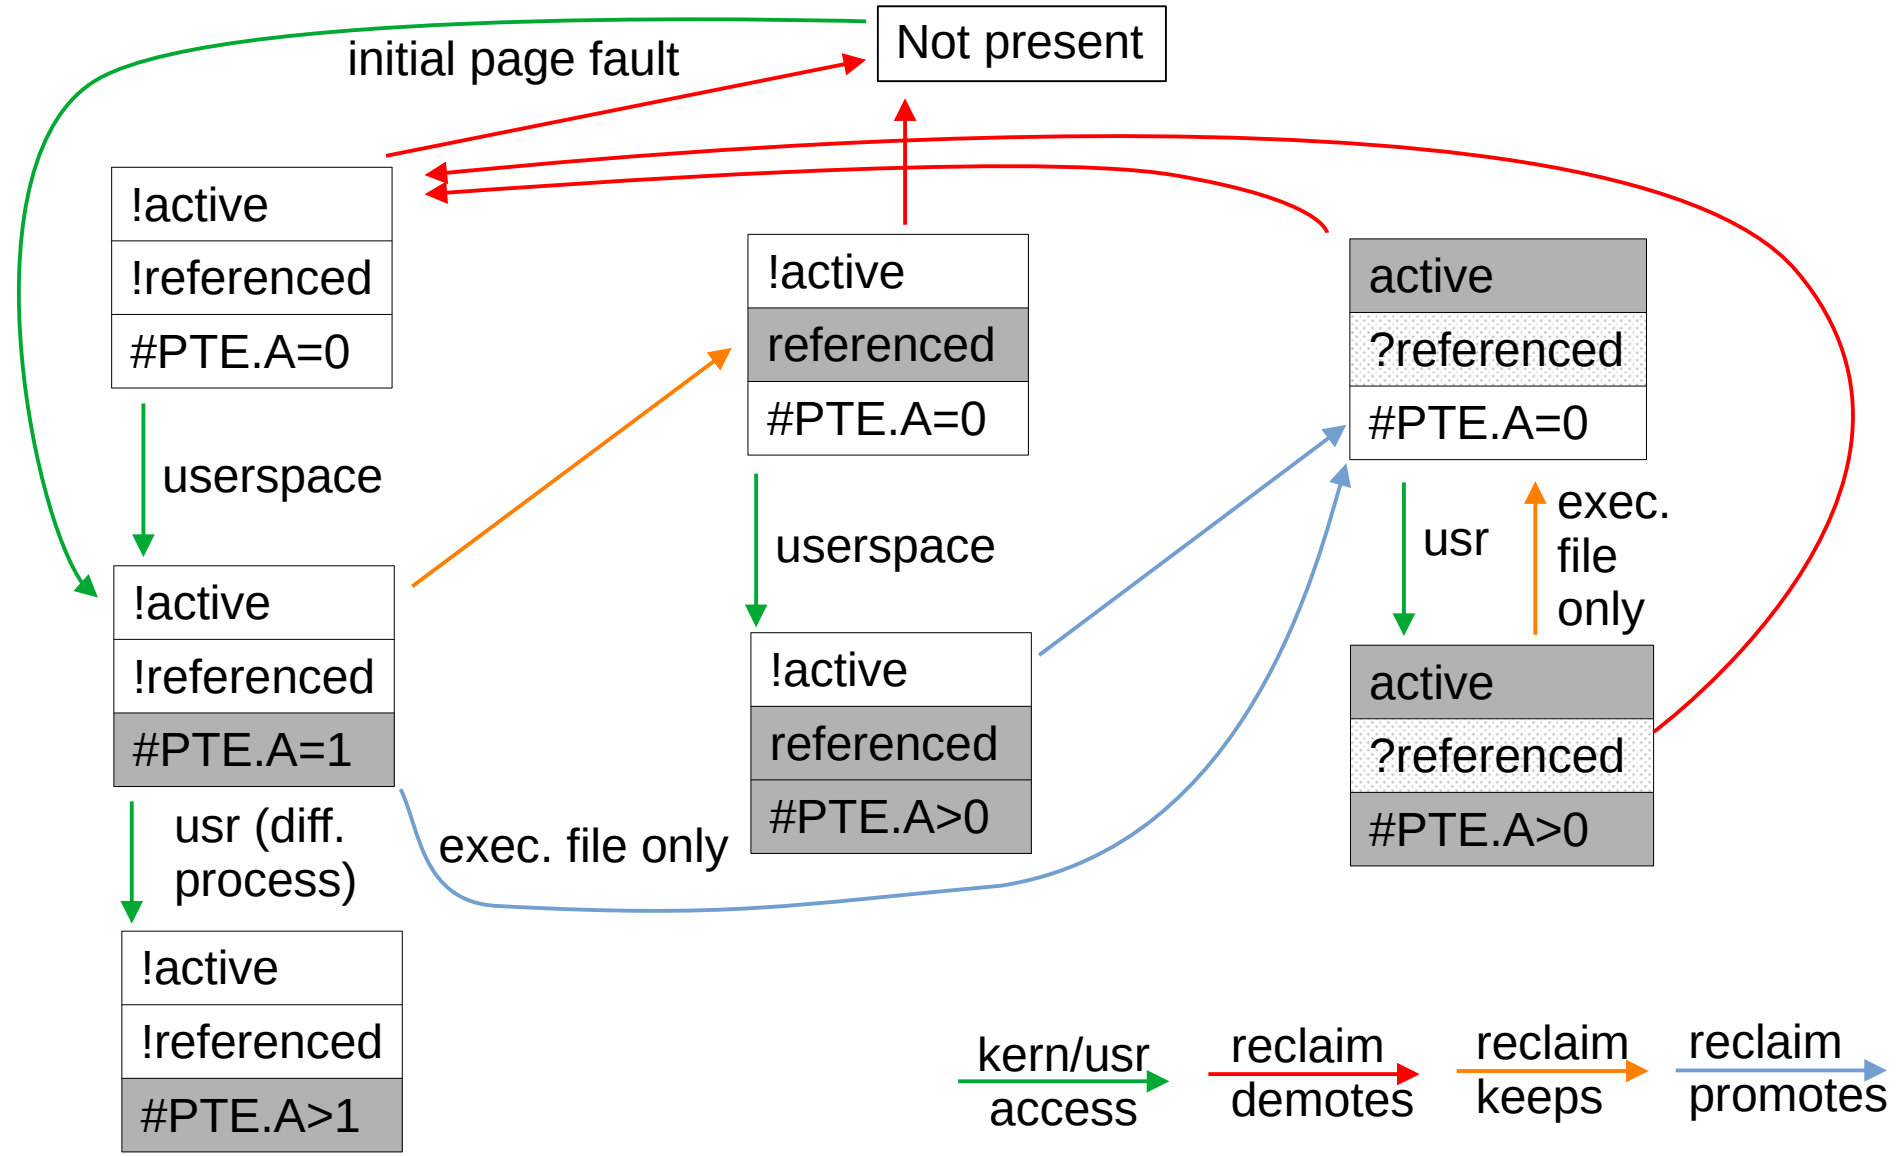 Not present
initial page fault
!active
!referenced
#PTE.A=0
!active
referenced
#PTE.A=0
active
?referenced
#PTE.A=0
userspace
userspace
usr
exec.
file
only
!active
!referenced
#PTE.A=1
!active
referenced
#PTE.A>0
active
?referenced
#PTE.A>0
usr (diff.
process)
exec. file only
!active
!referenced
#PTE.A>1
kern/usr
access
reclaim
demotes
reclaim
keeps
reclaim
promotes